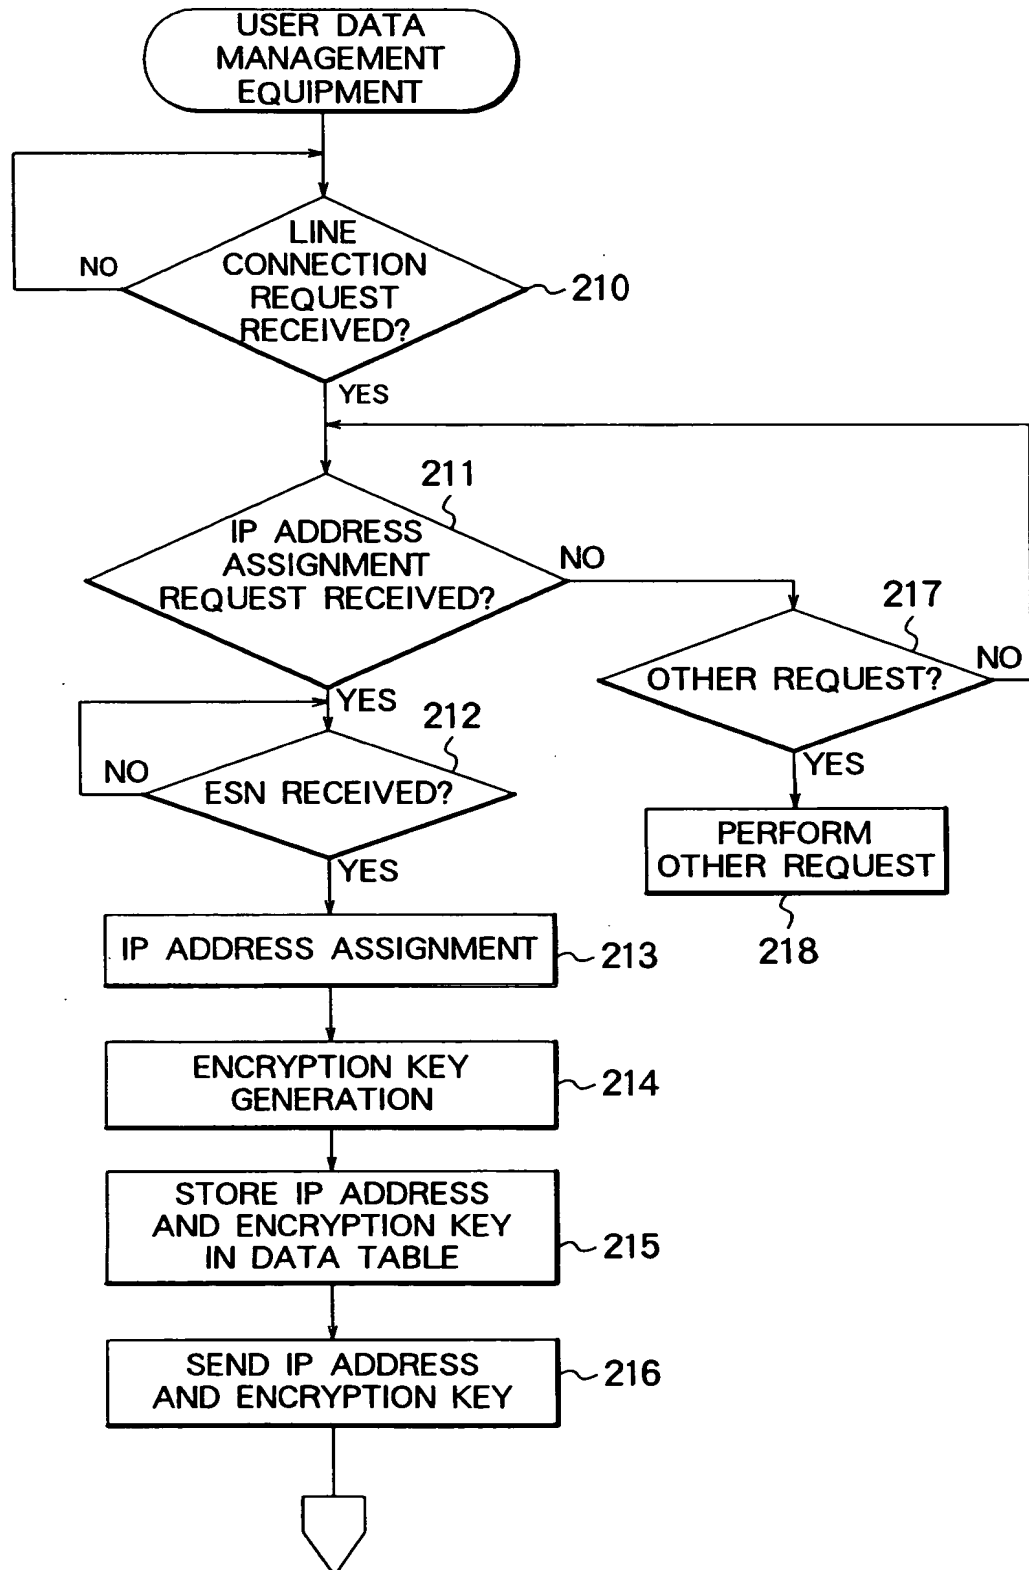 USER DATA
MANAGEMENT
EQUIPMENT
LINE
CONNECTION
REQUEST
RECEIVED?
NO
210
YES
211
IP ADDRESS
ASSIGNMENT
REQUEST RECEIVED?
NO
217
OTHER REQUEST?
NO
YES
YES
212
NO
ESN RECEIVED?
YES
PERFORM
OTHER REQUEST
218
IP ADDRESS ASSIGNMENT
213
ENCRYPTION KEY
GENERATION
214
STORE IP ADDRESS
AND ENCRYPTION KEY
IN DATA TABLE
215
SEND IP ADDRESS
AND ENCRYPTION KEY
216